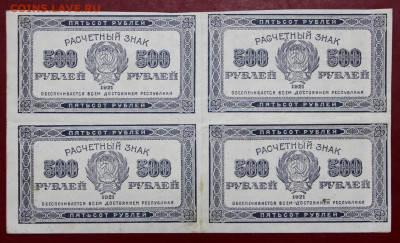 COINS.LAVE.RU
ПЯТЬСОТ РУБЛЕЙ ПЯТЬСОТ РУБЛЕЙ
РАСЧЕТНЫЙ ЗНАК РАСЧЕТНЫЙ ЗНАК
500 500 500 500
РУБЛЕЙ РУБЛЕЙ РУБЛЕЙ РУБЛЕЙ
1921 1921
ОБЕСПЕЧИВАЕТСЯ ВСЕМ ДОСТОЯНИЕМ РЕСПУБЛИКИ ОБЕСПЕЧИВАЕТСЯ ВСЕМ ДОСТОЯНИЕМ РЕСПУБЛИКИ
ПЯТЬСОТ РУБЛЕЙ ПЯТЬСОТ РУБЛЕЙ
ПЯТЬСОТ РУБЛЕЙ ПЯТЬСОТ РУБЛЕЙ
РАСЧЕТНЫЙ ЗНАК РАСЧЕТНЫЙ ЗНАК
500 500 500 500
РУБЛЕЙ РУБЛЕЙ РУБЛЕЙ РУБЛЕЙ
1921 1921
ОБЕСПЕЧИВАЕТСЯ ВСЕМ ДОСТОЯНИЕМ РЕСПУБЛИКИ ОБЕСПЕЧИВАЕТСЯ ВСЕМ ДОСТОЯНИЕМ РЕСПУБЛИКИ
ПЯТЬСОТ РУБЛЕЙ ПЯТЬСОТ РУБЛЕЙ